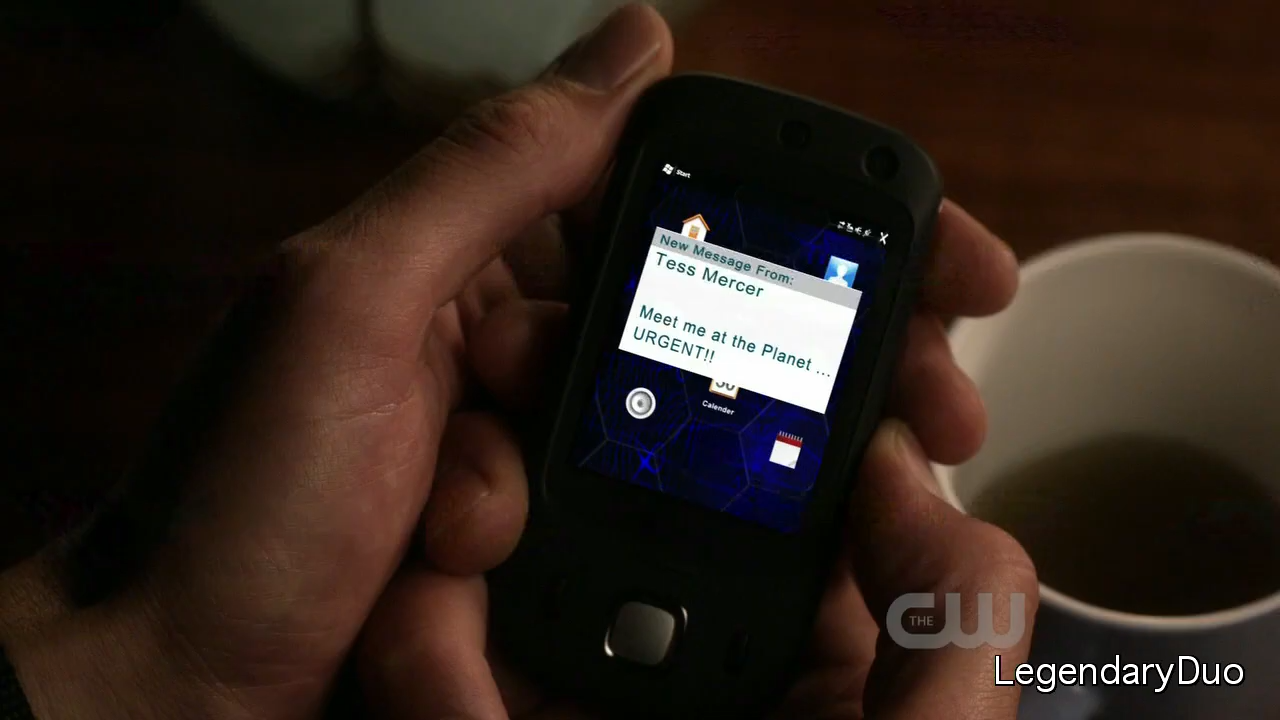 Start
New Message From:
Tess Mercer
Meet me at the Planet ...
URGENT!!
Calender
THE CW
LegendaryDuo